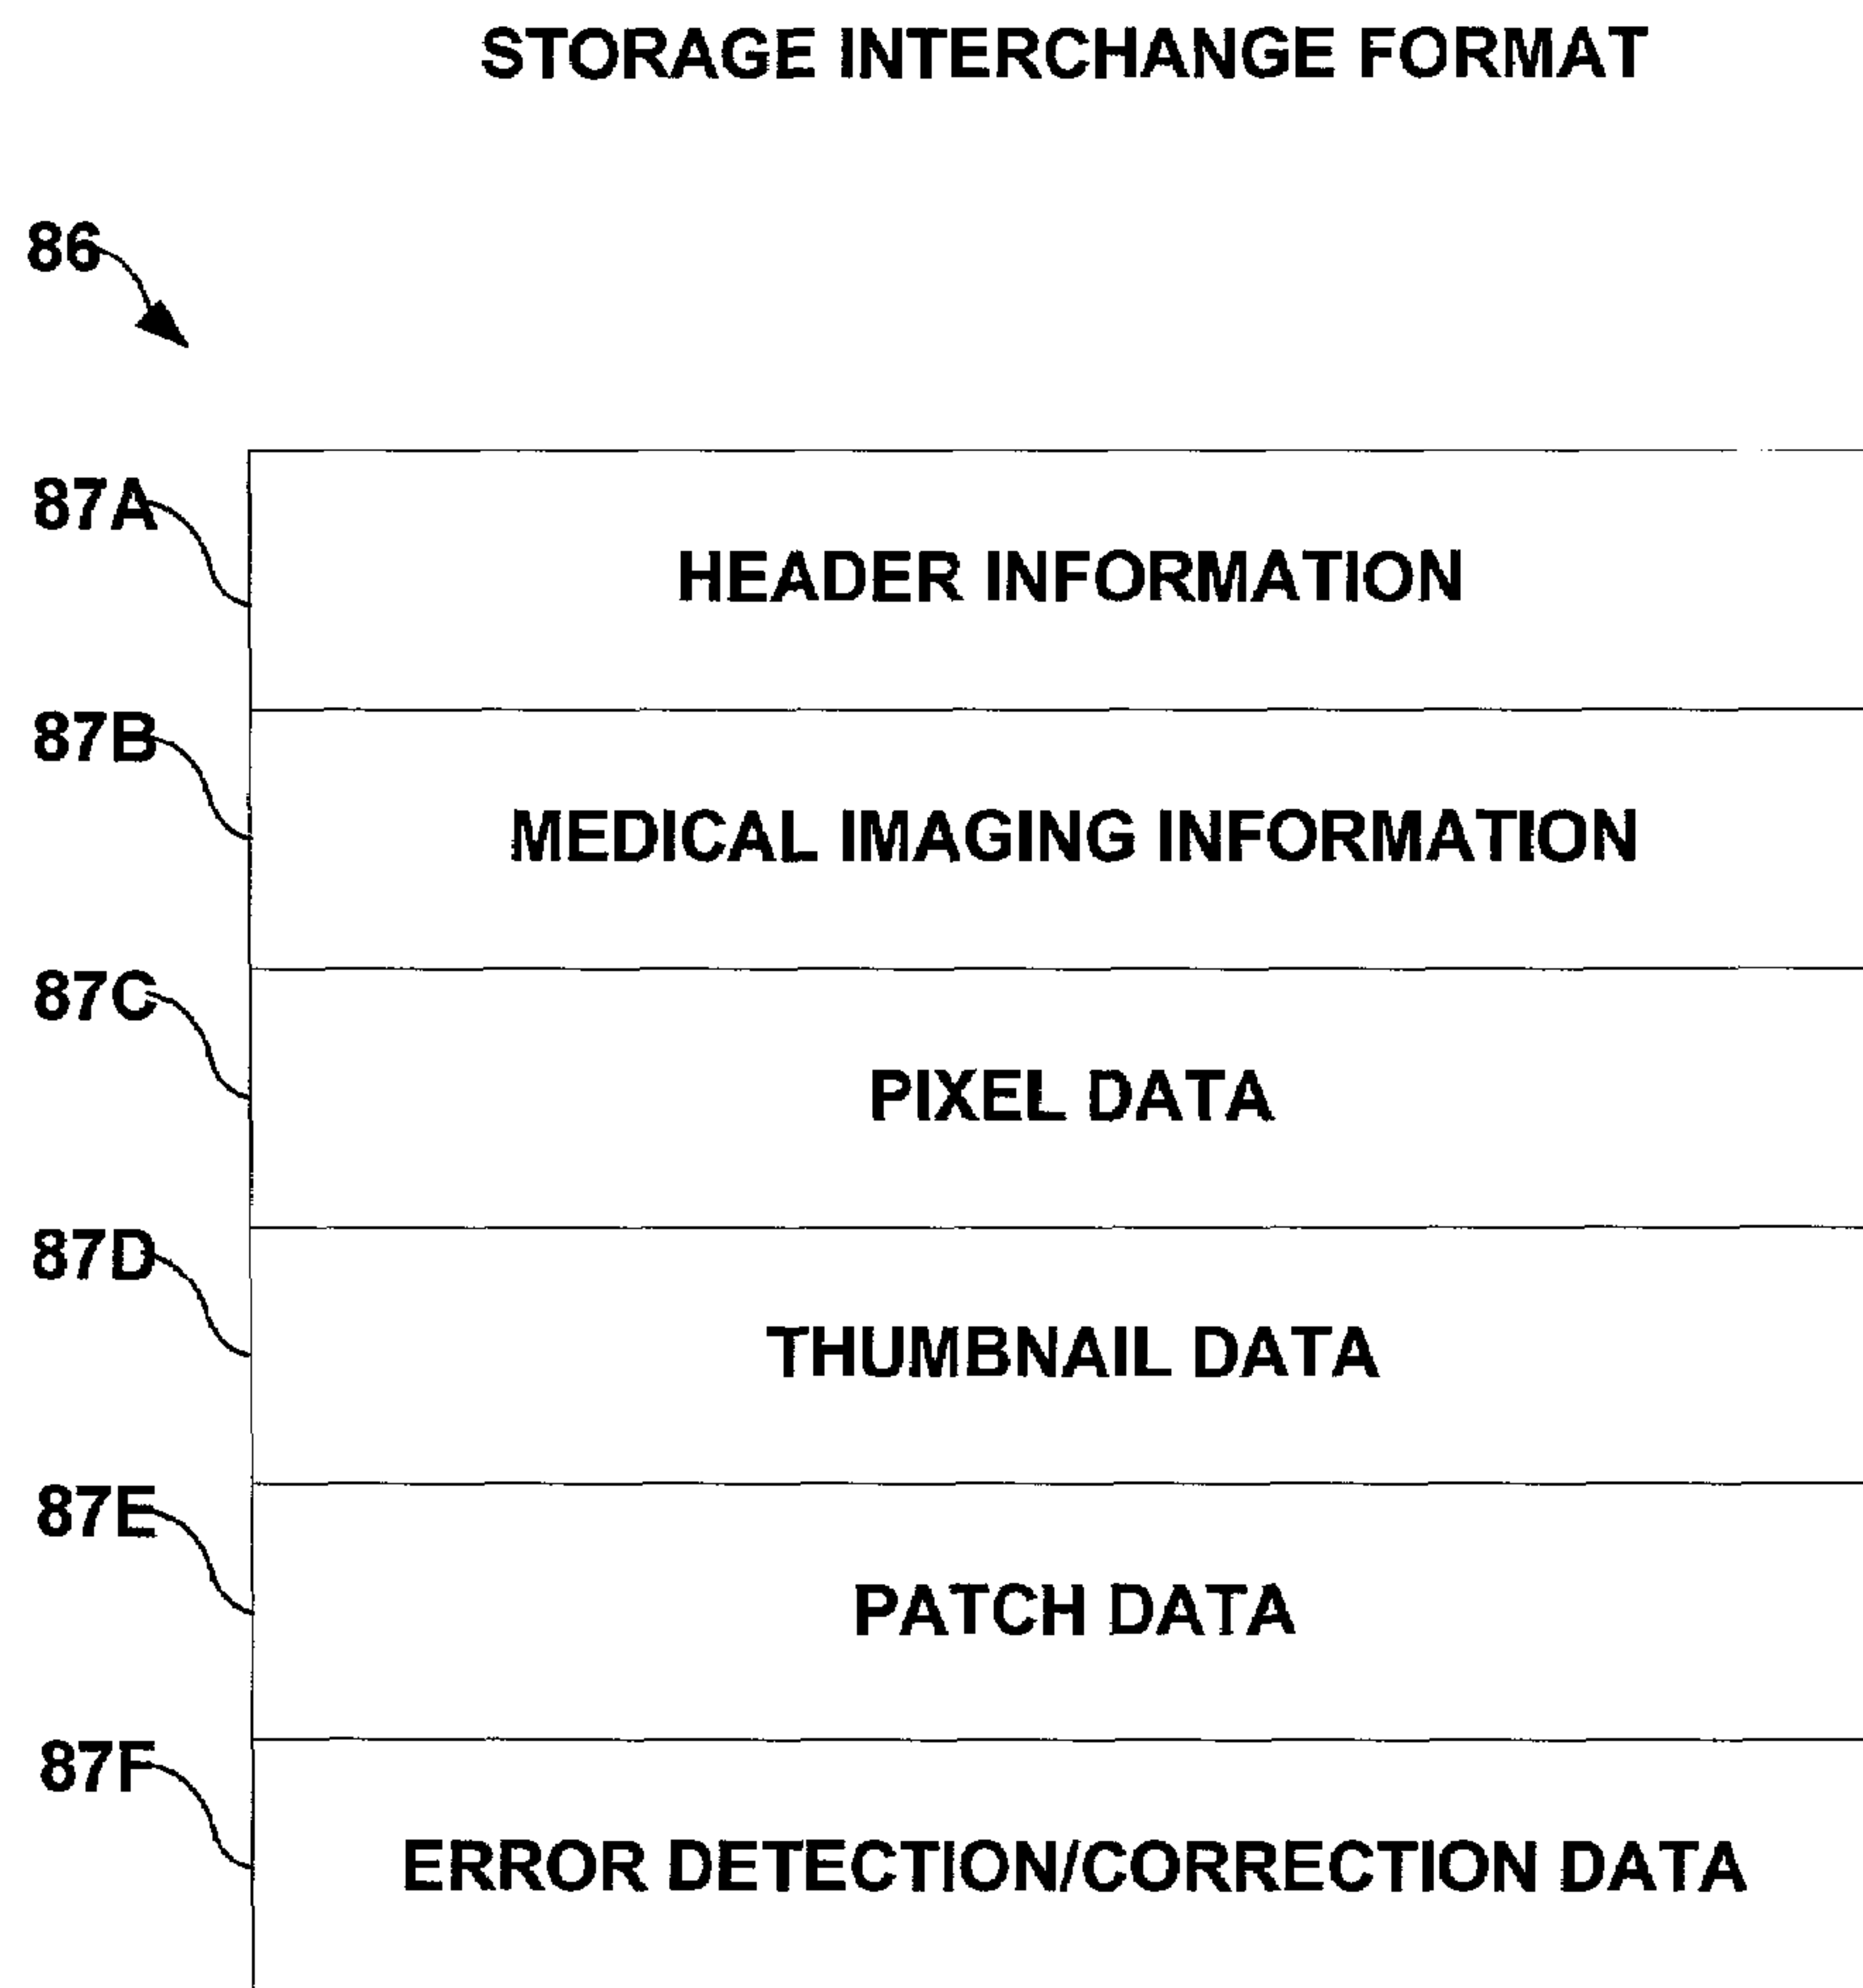 STORAGE INTERCHANGE FORMAT
86
87A
HEADER INFORMATION
87B
MEDICAL IMAGING INFORMATION
87C
PIXEL DATA
87D
THUMBNAIL DATA
87E
PATCH DATA
87F
ERROR DETECTION/CORRECTION DATA